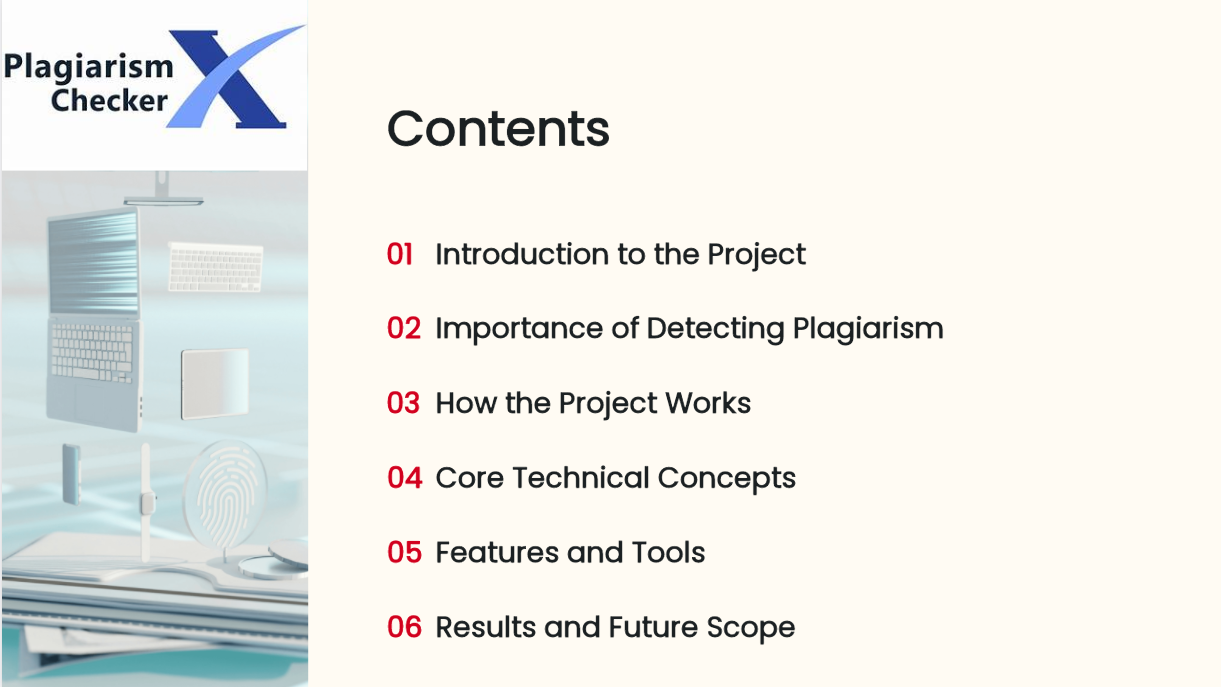 Plagiarism
Checker
X
Contents
01 Introduction to the Project
02 Importance of Detecting Plagiarism
03 How the Project Works
04 Core Technical Concepts
05 Features and Tools
06 Results and Future Scope